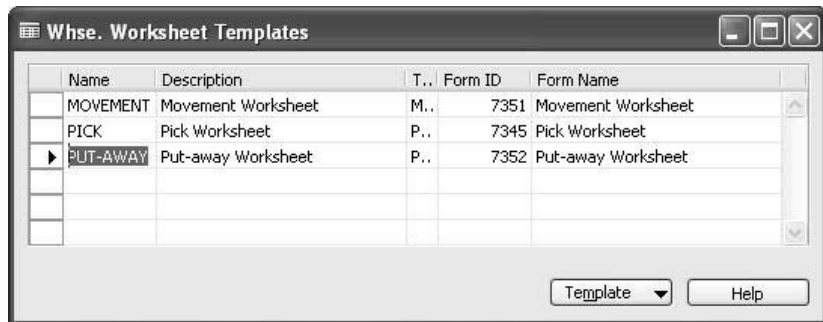 Whse. Worksheet Templates
Name Description T.. Form ID Form Name
MOVEMENT Movement Worksheet M.. 7351 Movement Worksheet
PICK Pick Worksheet P.. 7345 Pick Worksheet
PUT-AWAY Put-away Worksheet P.. 7352 Put-away Worksheet
Template Help